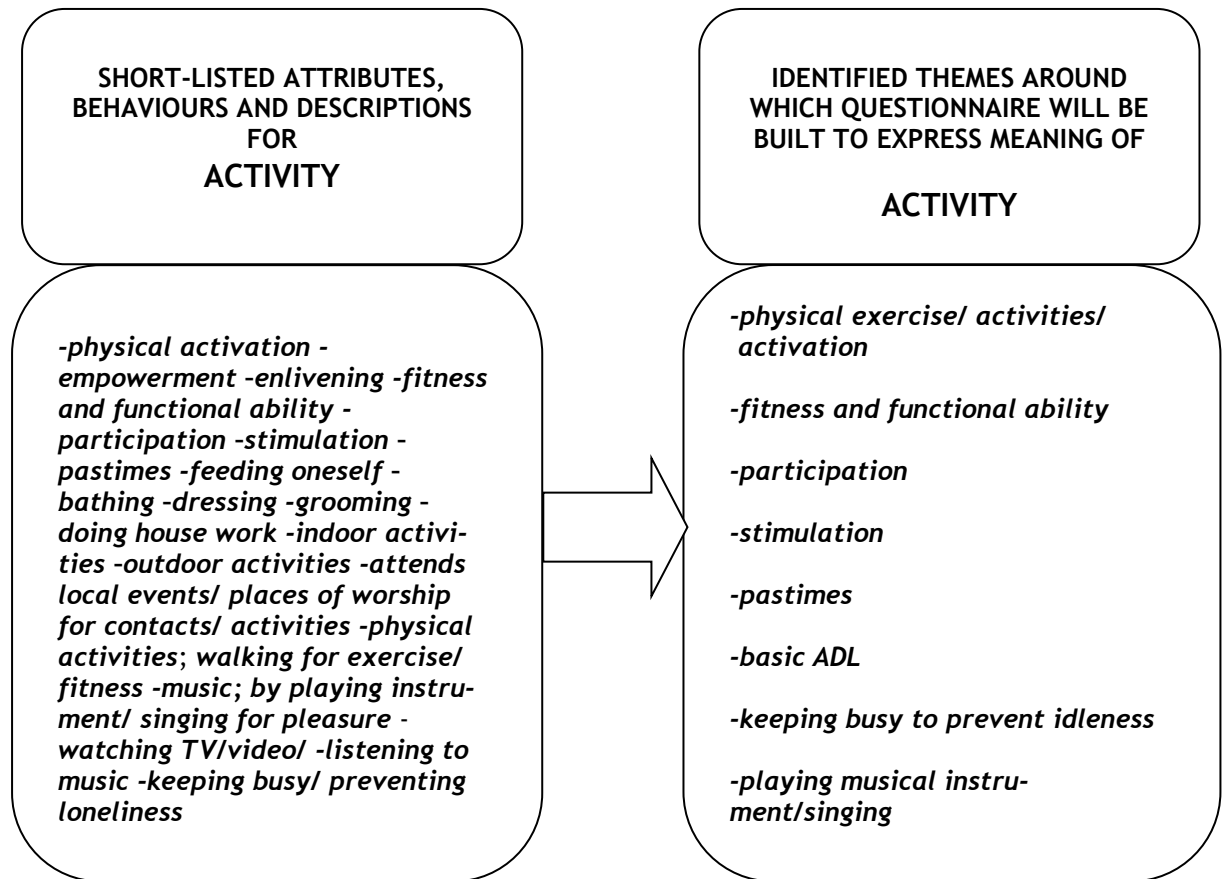 SHORT-LISTED ATTRIBUTES,
BEHAVIOURS AND DESCRIPTIONS
FOR
ACTIVITY
-physical activation -
empowerment –enlivening -fitness
and functional ability -
participation –stimulation –
pastimes -feeding oneself –
bathing –dressing -grooming –
doing house work -indoor activi-
ties –outdoor activities -attends
local events/ places of worship
for contacts/ activities -physical
activities; walking for exercise/
fitness -music; by playing instru-
ment/ singing for pleasure -
watching TV/video/ -listening to
music -keeping busy/ preventing
loneliness
IDENTIFIED THEMES AROUND
WHICH QUESTIONNAIRE WILL BE
BUILT TO EXPRESS MEANING OF
ACTIVITY
-physical exercise/ activities/
activation
-fitness and functional ability
-participation
-stimulation
-pastimes
-basic ADL
-keeping busy to prevent idleness
-playing musical instru-
ment/singing